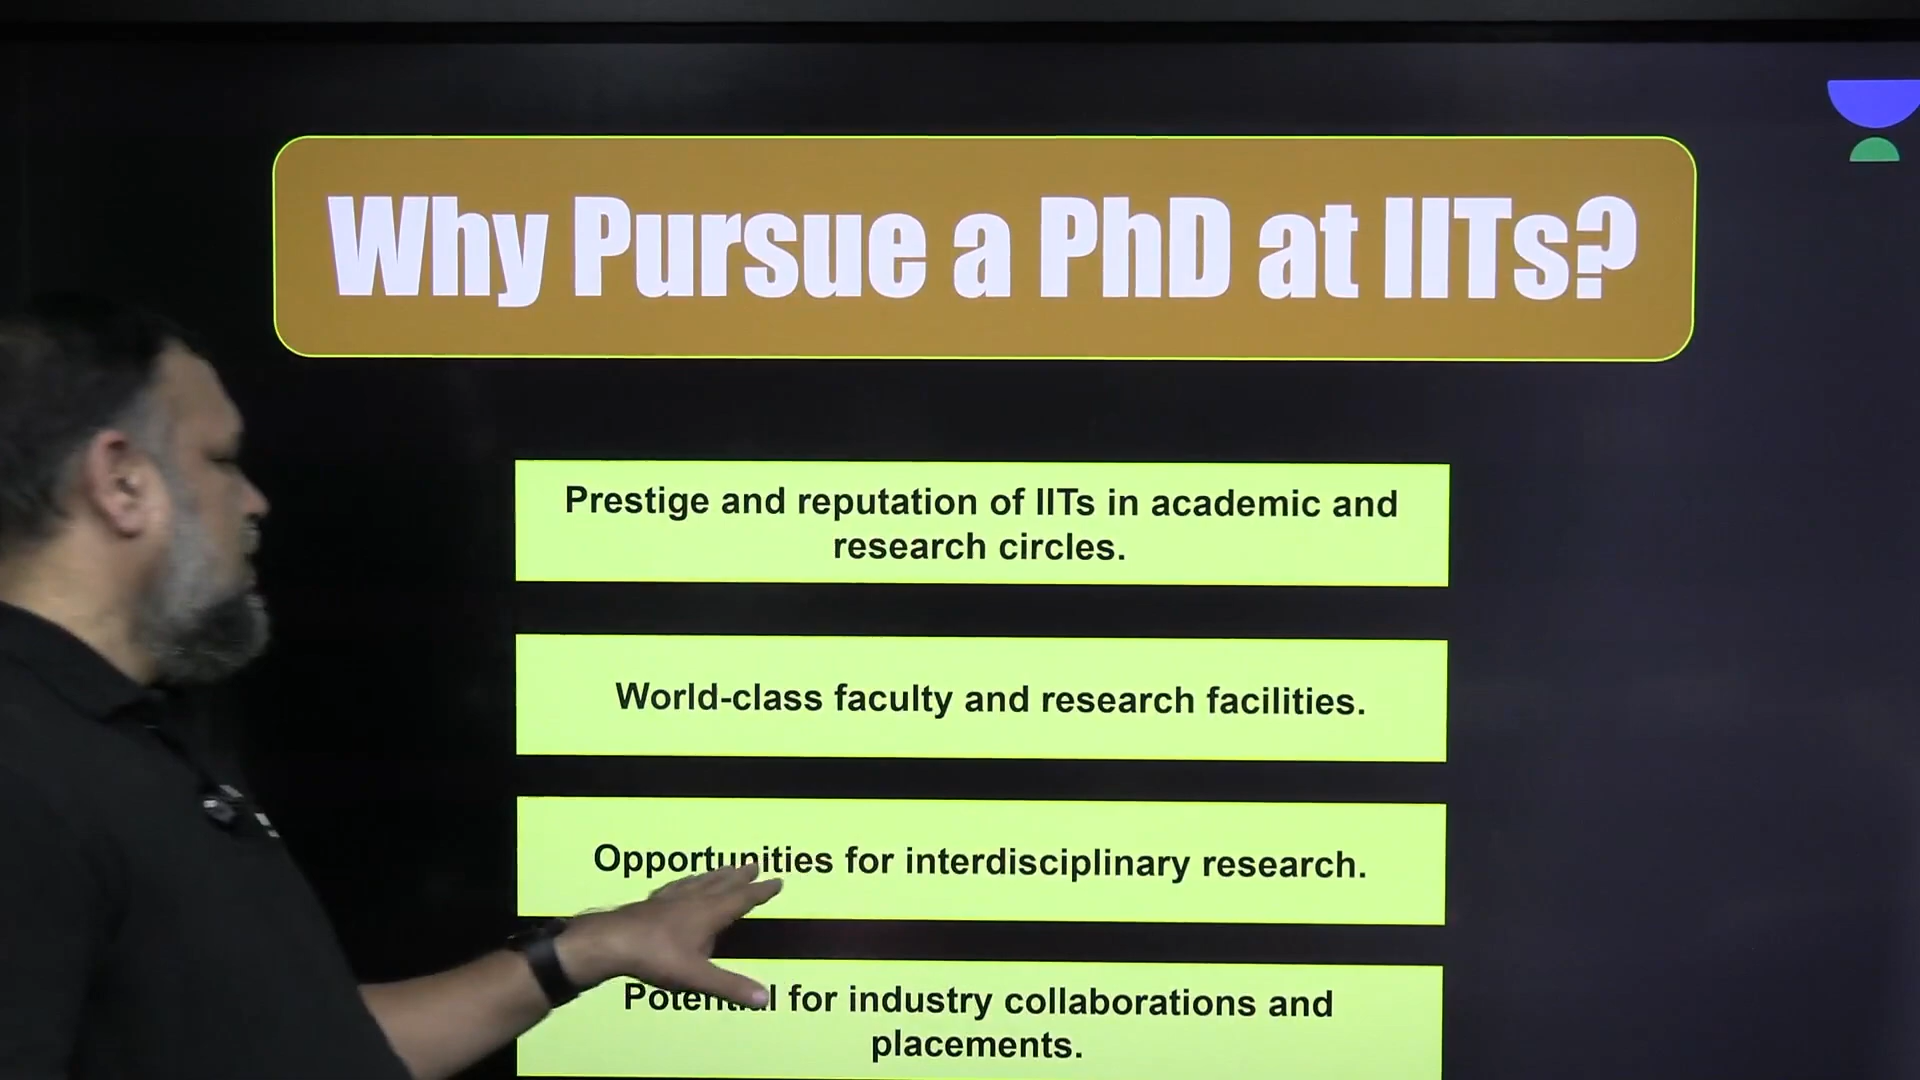 Why Pursue a PhD at IITs?
Prestige and reputation of IITs in academic and
research circles.
World-class faculty and research facilities.
Opportunities for interdisciplinary research.
Potential for industry collaborations and
placements.